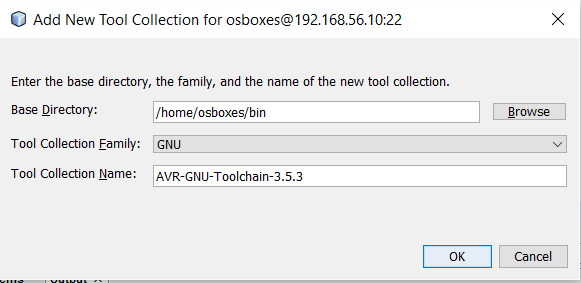 Add New Tool Collection for osboxes@192.168.56.10:22
Enter the base directory, the family, and the name of the new tool collection.
Base Directory: /home/osboxes/bin Browse
Tool Collection Family: GNU
Tool Collection Name: AVR-GNU-Toolchain-3.5.3
OK Cancel
Output